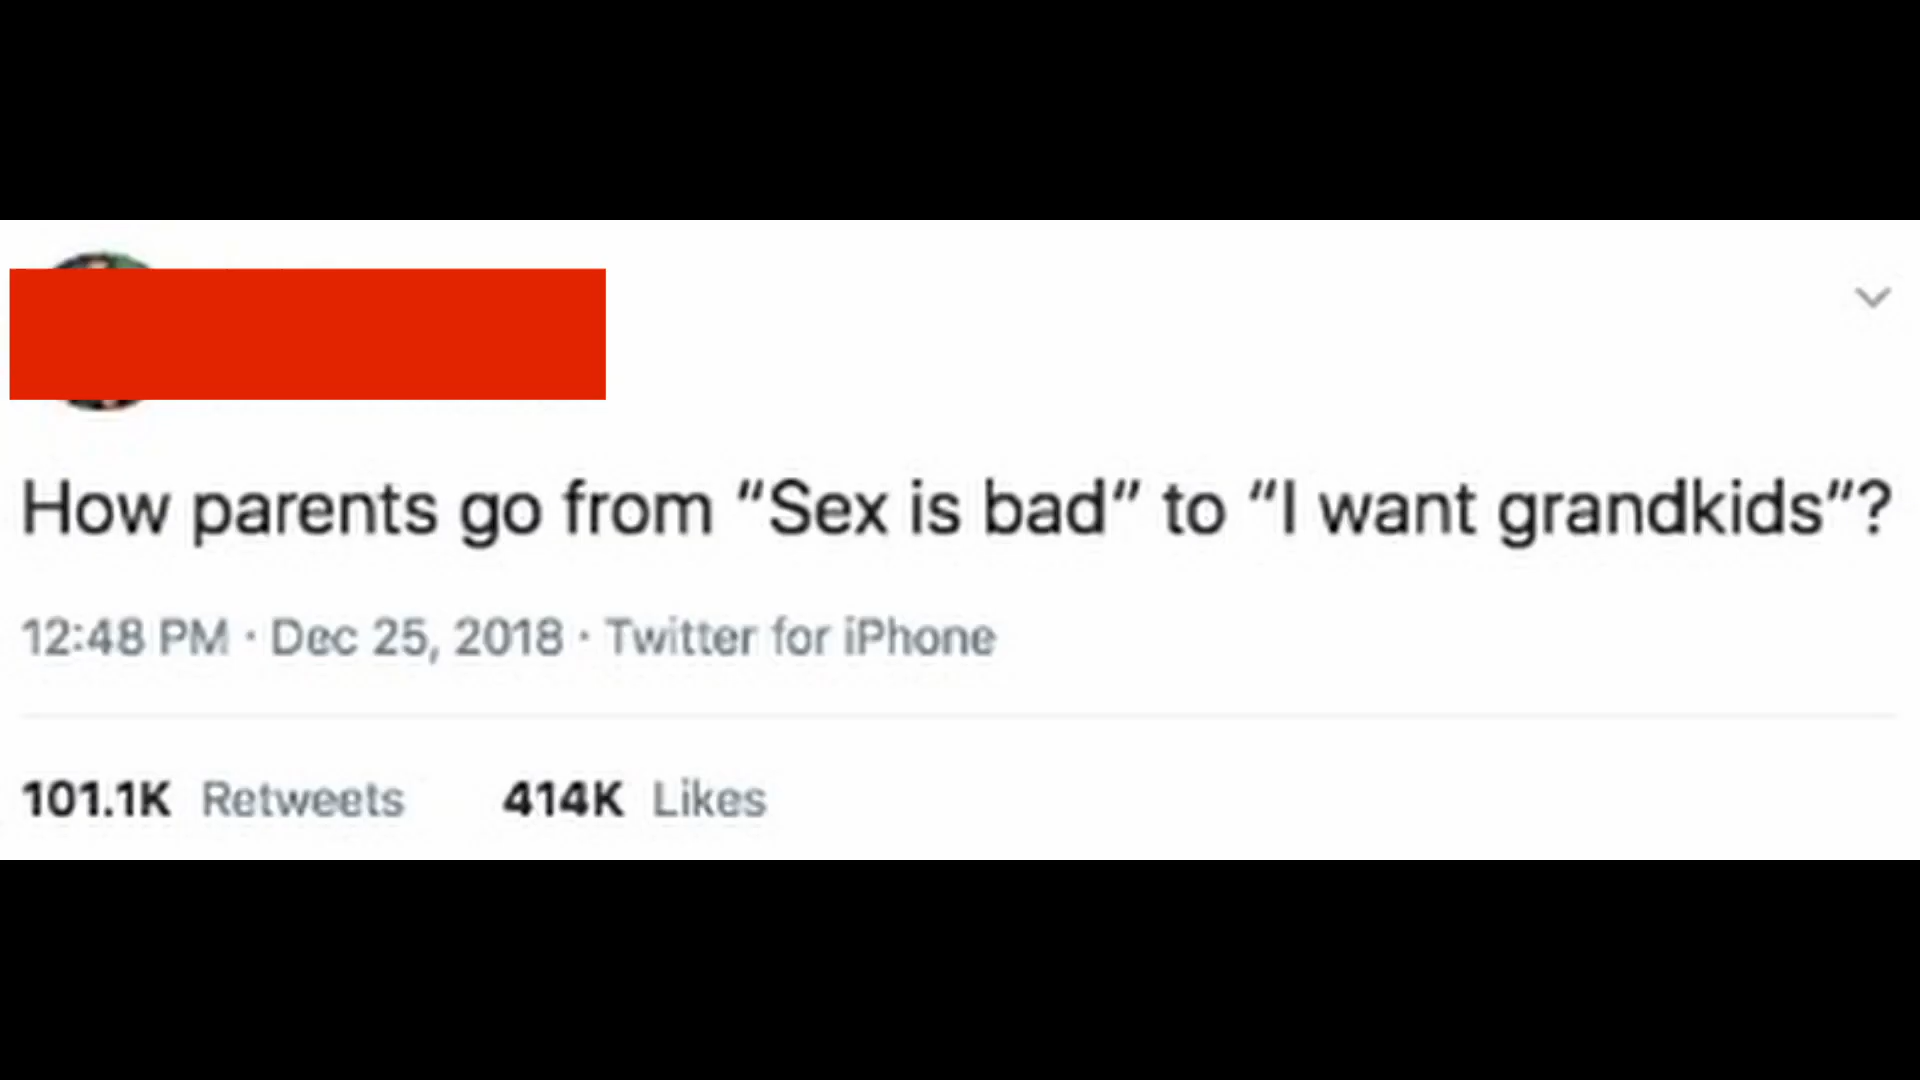 How parents go from “Sex is bad” to “I want grandkids”?
12:48 PM · Dec 25, 2018 · Twitter for iPhone
101.1K Retweets 414K Likes